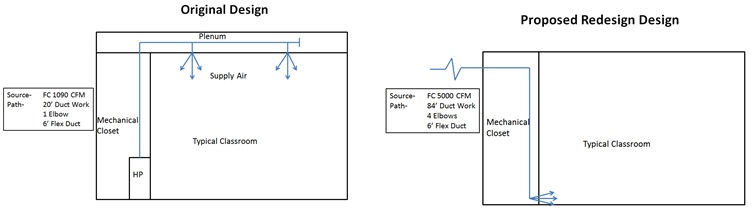 Original Design
Plenum
Supply Air
Source- FC 1090 CFM
Path- 20' Duct Work
1 Elbow
6' Flex Duct
Mechanical
Closet
Typical Classroom
HP
Proposed Redesign Design
Source- FC 5000 CFM
Path- 84' Duct Work
4 Elbows
6' Flex Duct
Mechanical
Closet
Typical Classroom